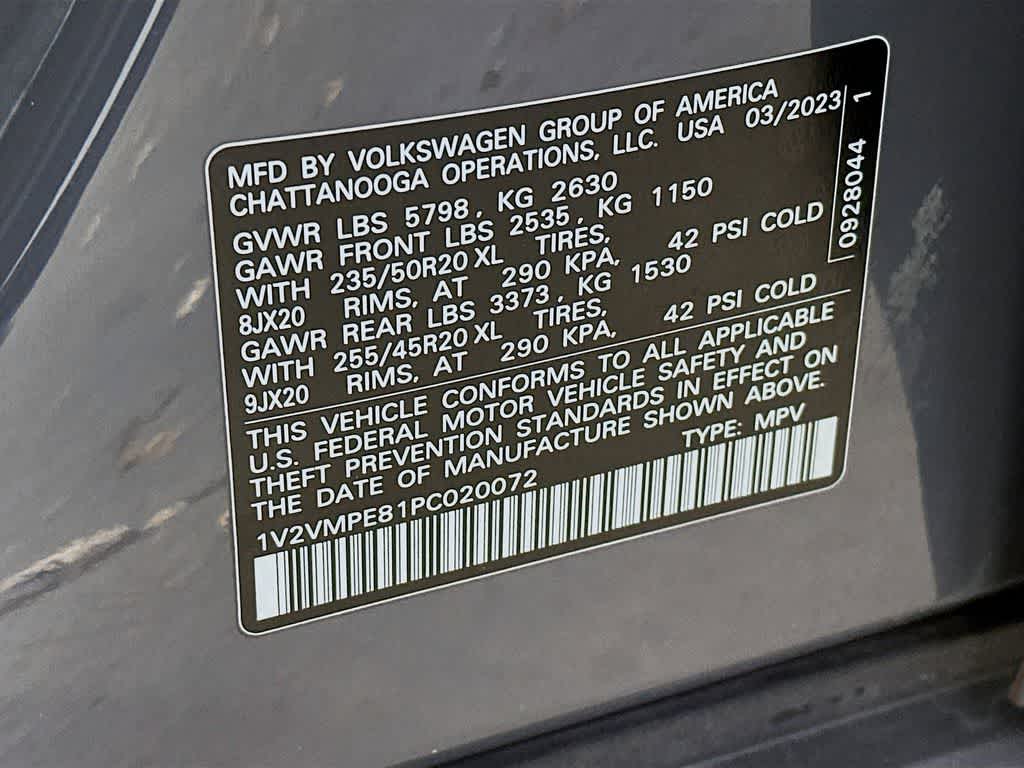 MFD BY VOLKSWAGEN GROUP OF AMERICA
CHATTANOOGA OPERATIONS, LLC. USA 03/2023
GVWR LBS 5798, KG 2630
GAWR FRONT LBS 2535, KG 1150
WITH 235/50R20 XL TIRES,
8JX20 RIMS, AT 290 KPA, 42 PSI COLD
GAWR REAR LBS 3373, KG 1530
WITH 255/45R20 XL TIRES,
9JX20 RIMS, AT 290 KPA, 42 PSI COLD
THIS VEHICLE CONFORMS TO ALL APPLICABLE
U.S. FEDERAL MOTOR VEHICLE SAFETY AND
THEFT PREVENTION STANDARDS IN EFFECT ON
THE DATE OF MANUFACTURE SHOWN ABOVE.
1V2VMPE81PC020072 TYPE: MPV
0928044 1